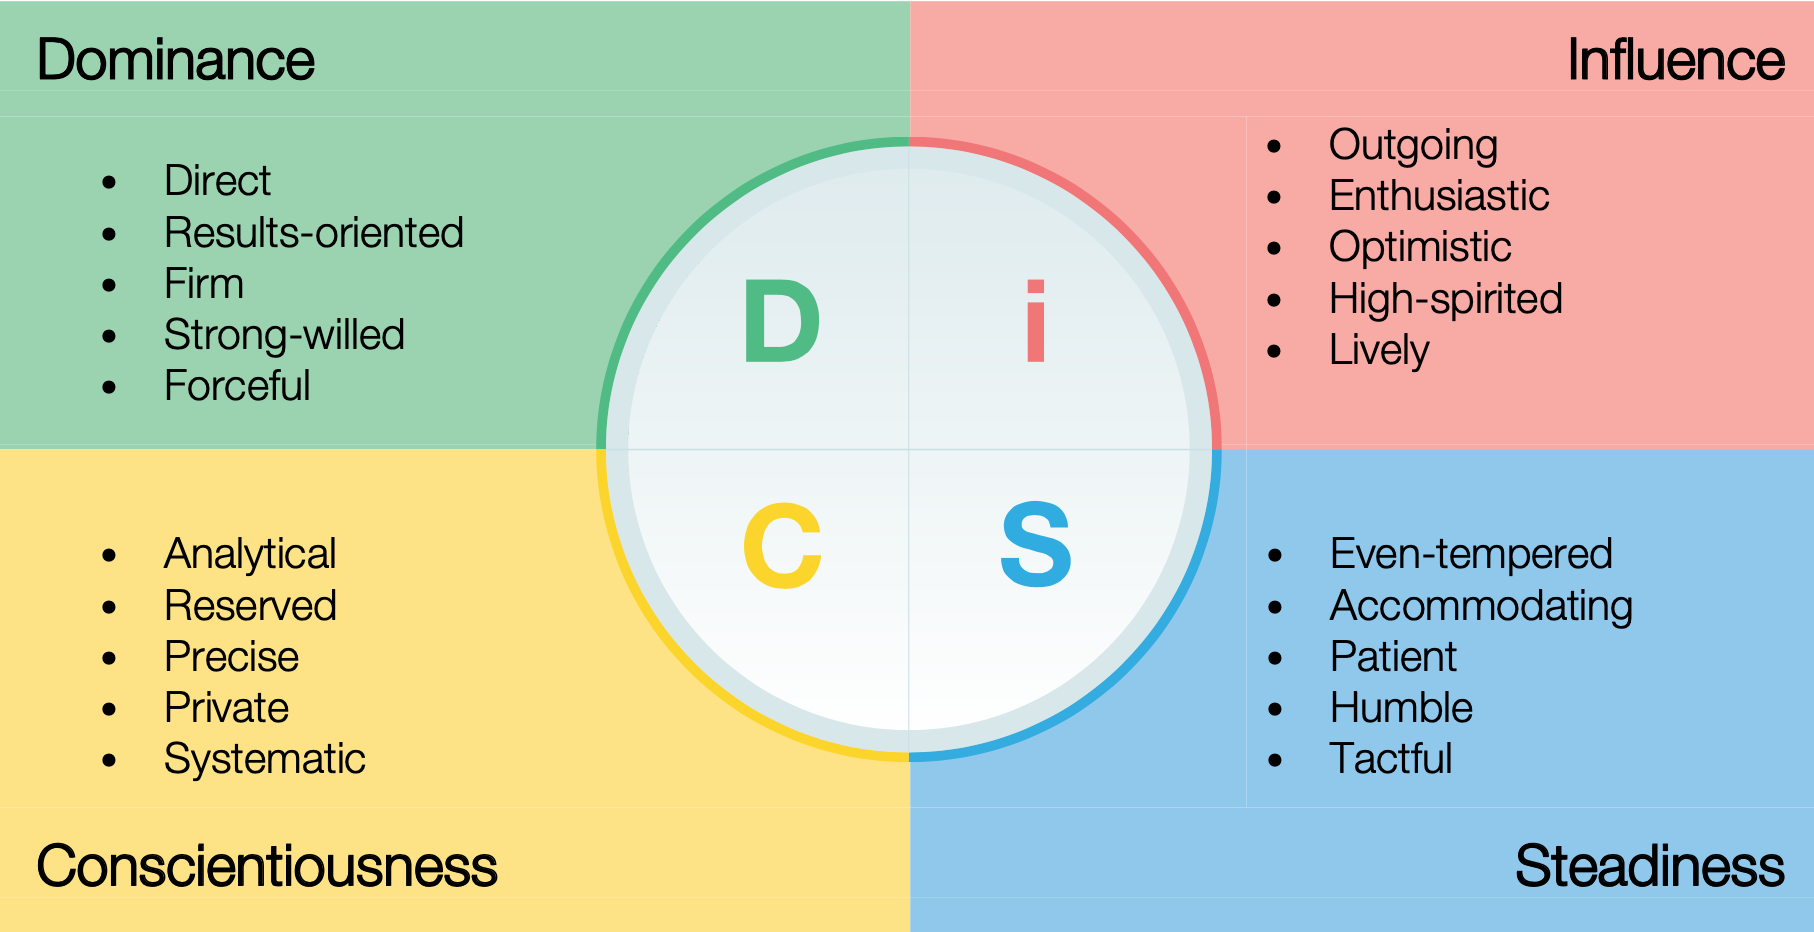 Dominance
Direct
Results-oriented
Firm
Strong-willed
Forceful
Influence
Outgoing
Enthusiastic
Optimistic
High-spirited
Lively
D
i
C
S
Analytical
Reserved
Precise
Private
Systematic
Conscientiousness
Even-tempered
Accommodating
Patient
Humble
Tactful
Steadiness